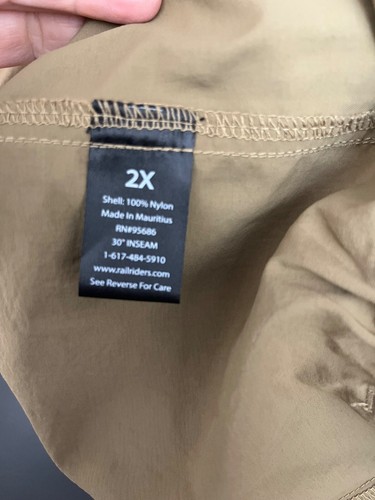 2X
Shell: 100% Nylon
Made In Mauritius
RN#95686
30" INSEAM
1-617-484-5910
www.railriders.com
See Reverse For Care